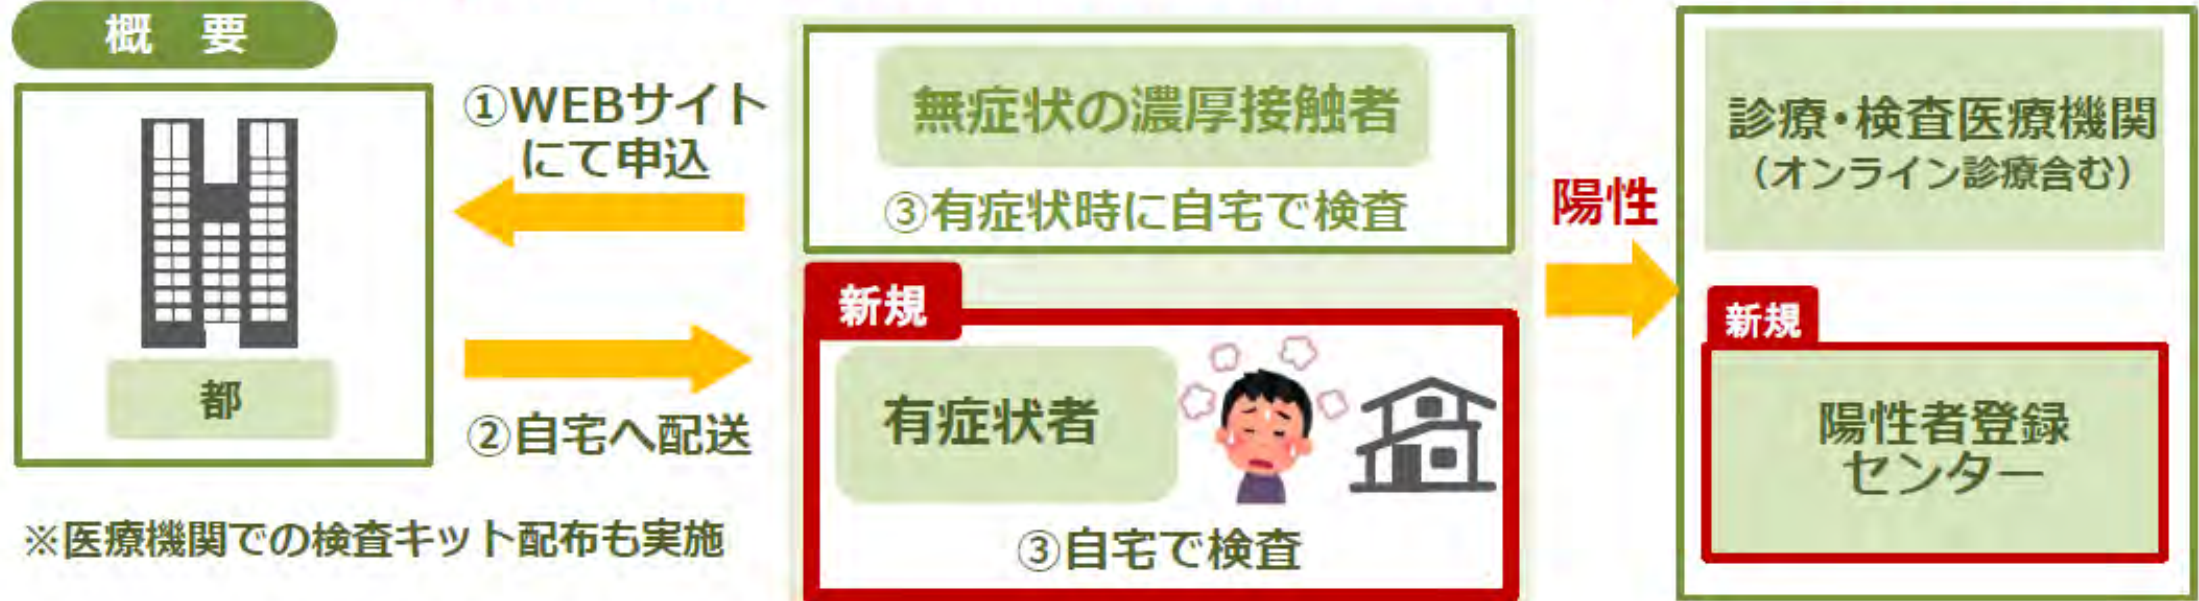 概　要
①WEBサイト
にて申込
都
②自宅へ配送
※医療機関での検査キット配布も実施
無症状の濃厚接触者
③有症状時に自宅で検査
新規
有症状者
③自宅で検査
陽性
診療・検査医療機関
（オンライン診療含む）
新規
陽性者登録
センター